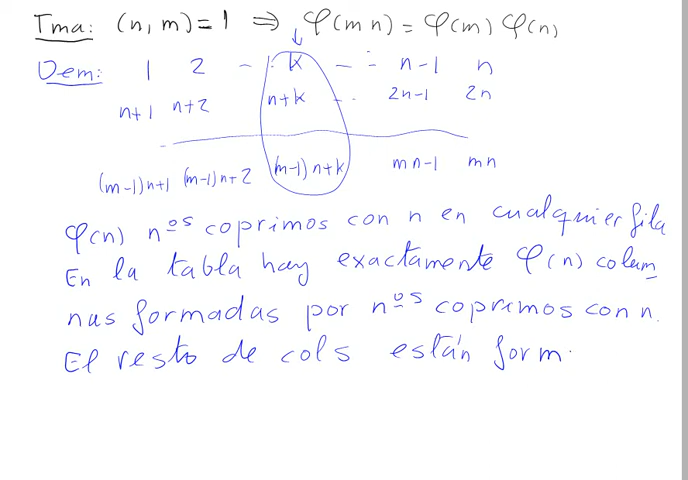 Tma: (n, m) = 1 ⇒ φ(mn) = φ(m) φ(n)
Dem: 1 2 - - k - - n-1 n
n+1 n+2 n+k - - 2n-1 2n
(m-1)n+1 (m-1)n+2 (m-1)n+k mn-1 mn
φ(n) nos coprimos con n en cualquier fila
En la tabla hay exactamente φ(n) colum
nas formadas por nos coprimos con n.
El resto de cols están form